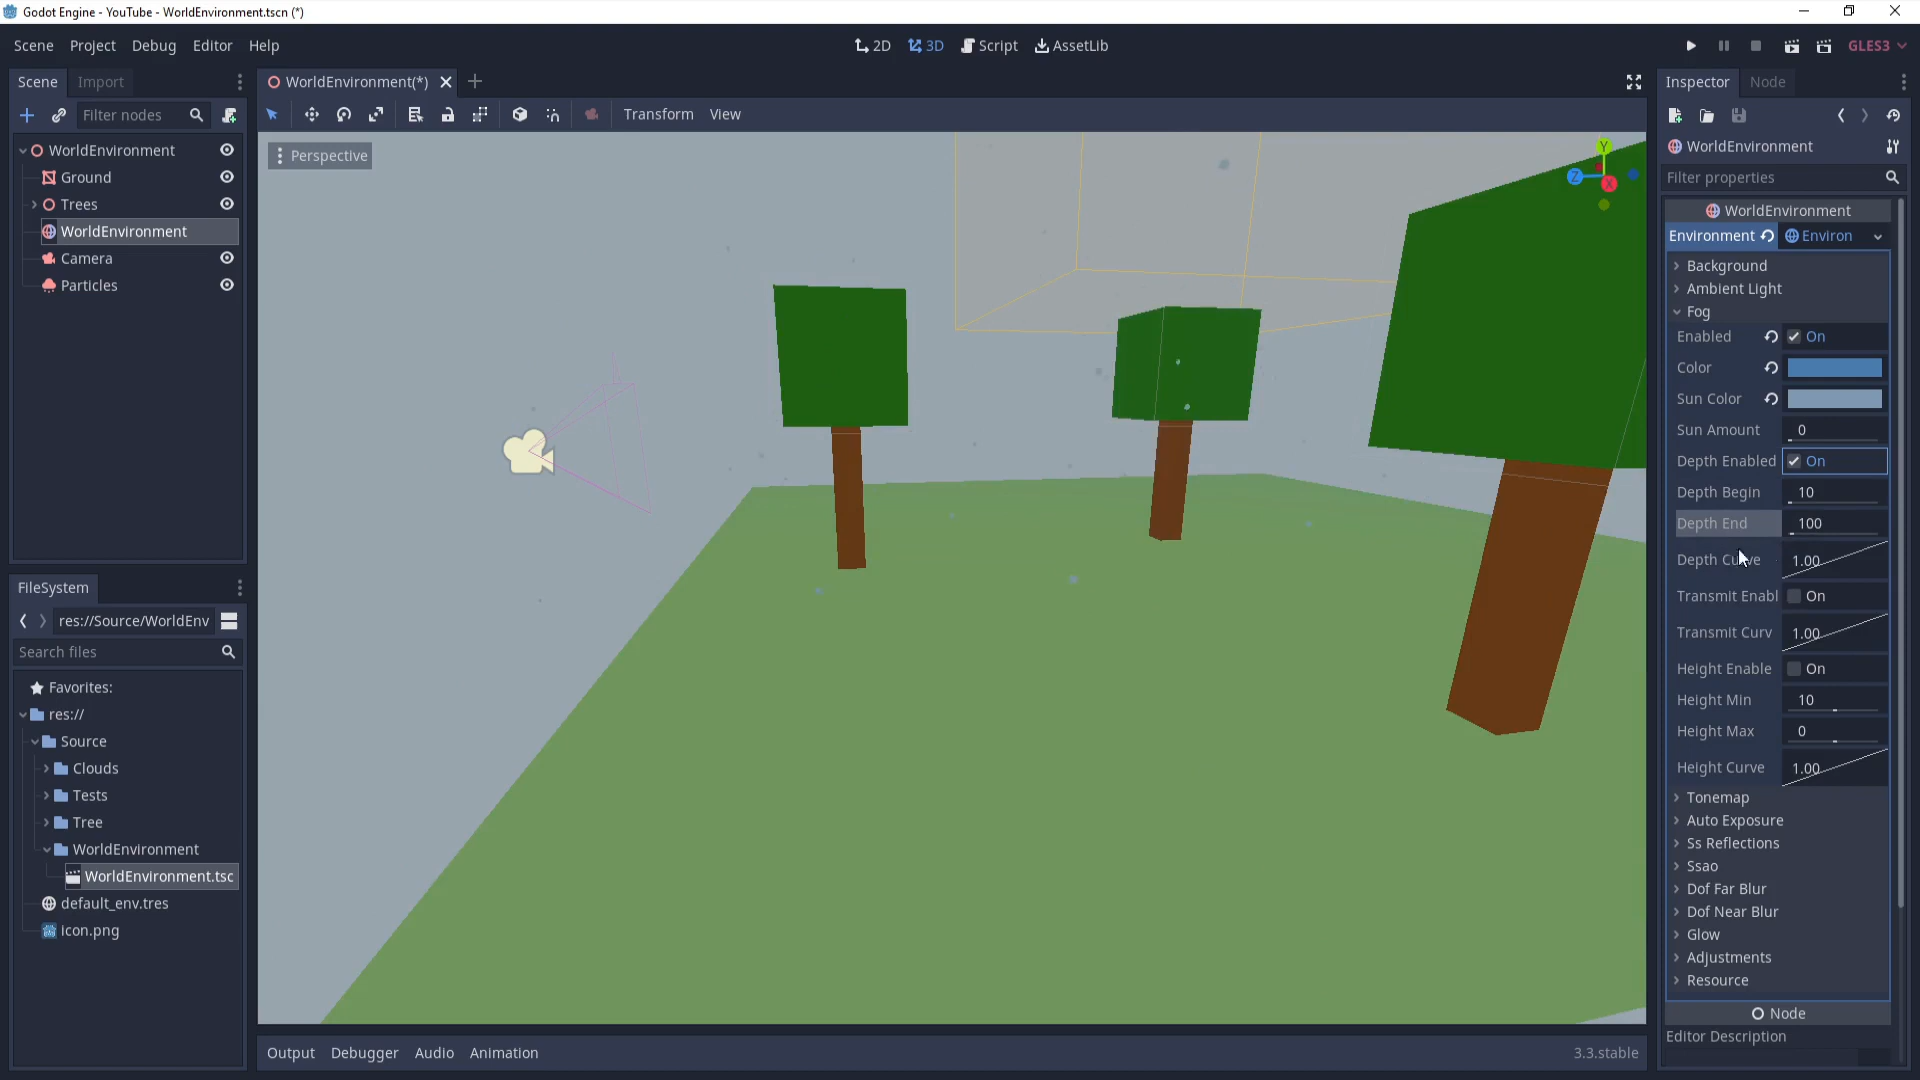 Godot Engine - YouTube - WorldEnvironment.tscn (*)
Scene Project Debug Editor Help
2D 3D Script AssetLib
GLES3
Scene Import
Filter nodes
WorldEnvironment
Ground
Trees
WorldEnvironment
Camera
Particles
FileSystem
res://Source/WorldEnv
Search files
Favorites:
res://
Source
Clouds
Tests
Tree
WorldEnvironment
WorldEnvironment.tsc
default_env.tres
icon.png
WorldEnvironment(*)
Transform View
Perspective
Y
Z
X
Output Debugger Audio Animation
3.3.stable
Inspector Node
WorldEnvironment
Filter properties
WorldEnvironment
Environment Environ
Background
Ambient Light
Fog
Enabled On
Color
Sun Color
Sun Amount 0
Depth Enabled On
Depth Begin 10
Depth End 100
Depth Curve 1.00
Transmit Enabl On
Transmit Curv 1.00
Height Enable On
Height Min 10
Height Max 0
Height Curve 1.00
Tonemap
Auto Exposure
Ss Reflections
Ssao
Dof Far Blur
Dof Near Blur
Glow
Adjustments
Resource
Node
Editor Description